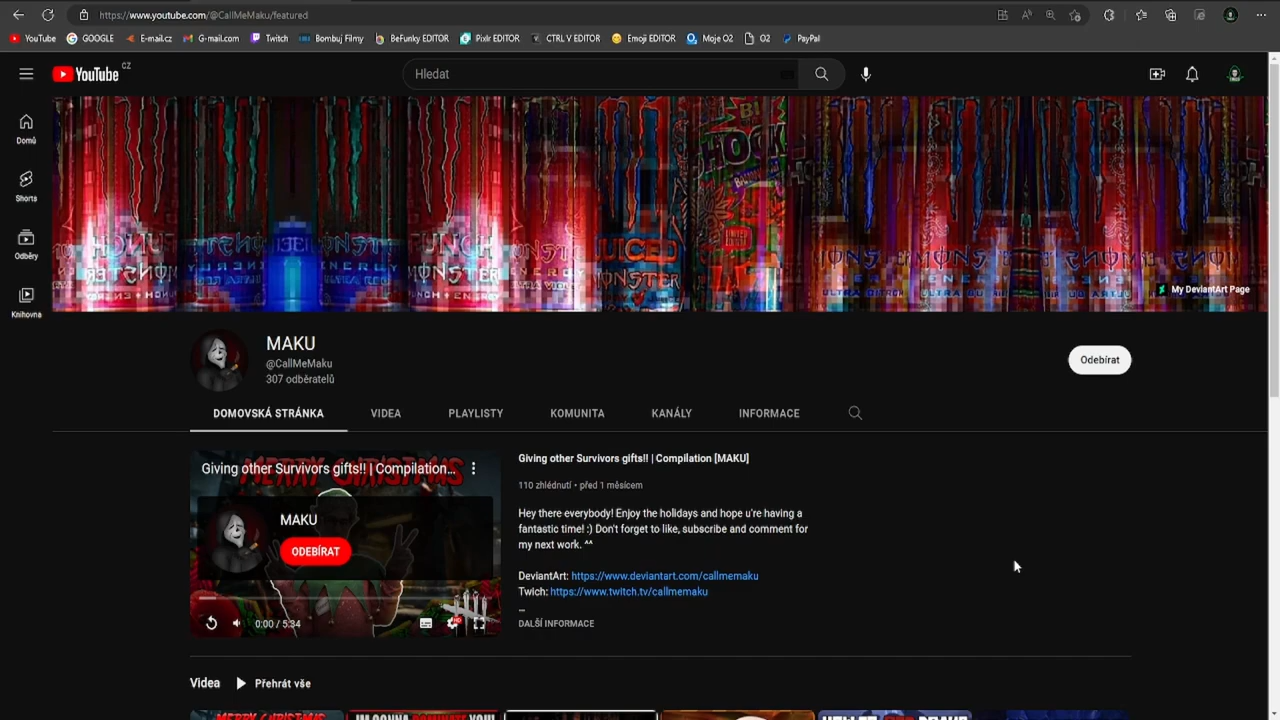 https://www.youtube.com/@CallMeMaku/featured
YouTube GOOGLE E-mail.cz G-mail.com Twitch Bombuj Filmy BeFunky EDITOR Pixlr EDITOR CTRL V EDITOR Emoji EDITOR Moje O2 O2 PayPal
YouTube CZ
Hledat
Domů
Shorts
Odběry
Knihovna
MONSTER
ENERGY
JUICED
MONSTER
My DeviantArt Page
MAKU
@CallMeMaku
307 odběratelů
Odebírat
DOMOVSKÁ STRÁNKA VIDEA PLAYLISTY KOMUNITA KANÁLY INFORMACE
Giving other Survivors gifts!! | Compilation...
MERRY CHRISTMAS
MAKU
ODEBÍRAT
0:00 / 5:34
HD
Giving other Survivors gifts!! | Compilation [MAKU]
110 zhlédnutí • před 1 měsícem
Hey there everybody! Enjoy the holidays and hope u're having a
fantastic time! :) Don't forget to like, subscribe and comment for
my next work. ^^
DeviantArt: https://www.deviantart.com/callmemaku
Twich: https://www.twitch.tv/callmemaku
...
DALŠÍ INFORMACE
Videa Přehrát vše